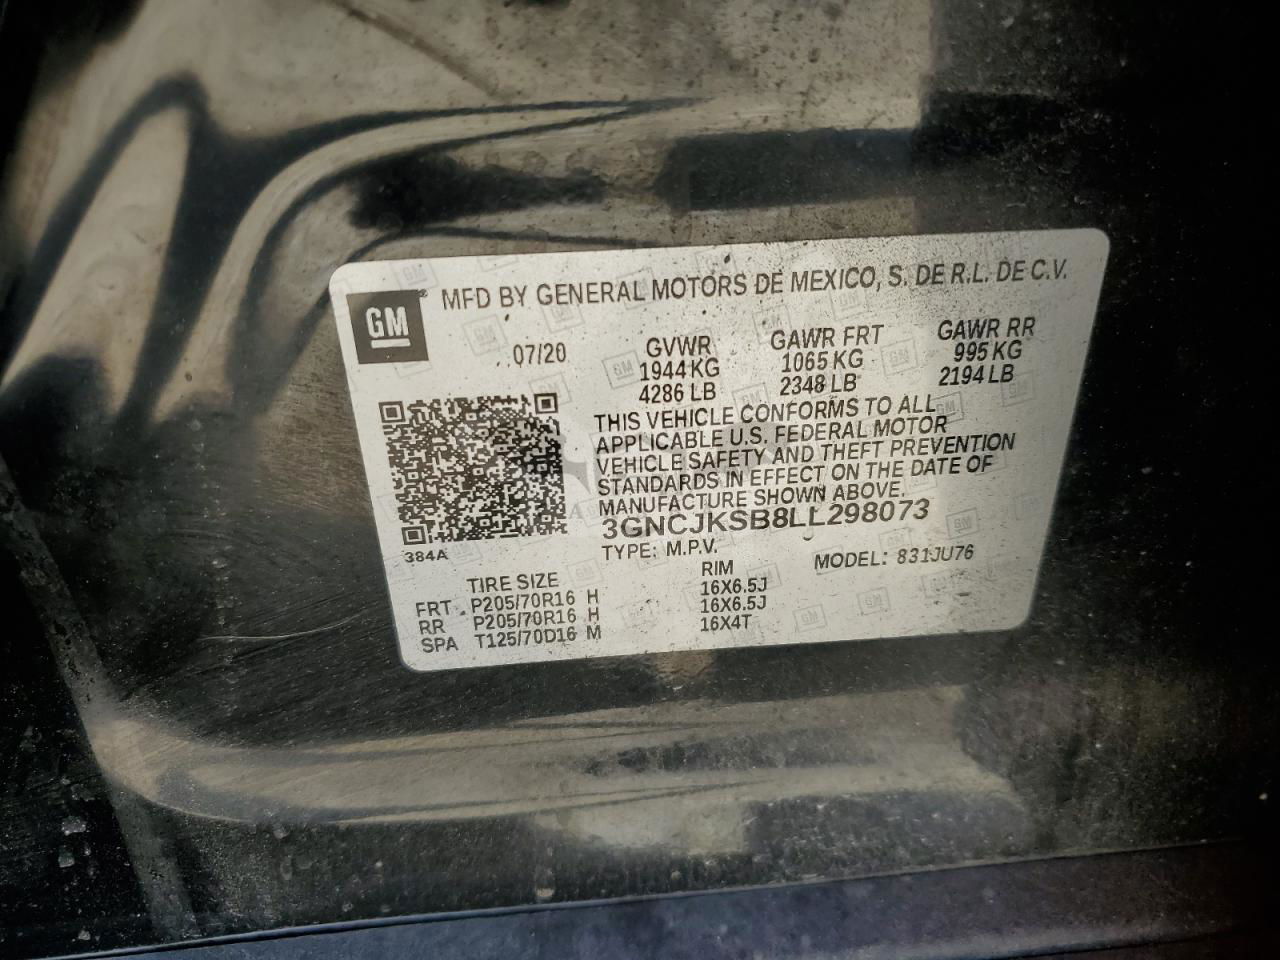 GM® MFD BY GENERAL MOTORS DE MEXICO, S. DE R.L. DE C.V.
07/20 GVWR GAWR FRT GAWR RR
1944 KG 1065 KG 995 KG
4286 LB 2348 LB 2194 LB
THIS VEHICLE CONFORMS TO ALL
APPLICABLE U.S. FEDERAL MOTOR
VEHICLE SAFETY AND THEFT PREVENTION
STANDARDS IN EFFECT ON THE DATE OF
MANUFACTURE SHOWN ABOVE.
3GNCJKSB8LL298073
384A TYPE: M.P.V. MODEL: 831JU76
TIRE SIZE RIM
FRT P205/70R16 H 16X6.5J
RR P205/70R16 H 16X6.5J
SPA T125/70D16 M 16X4T